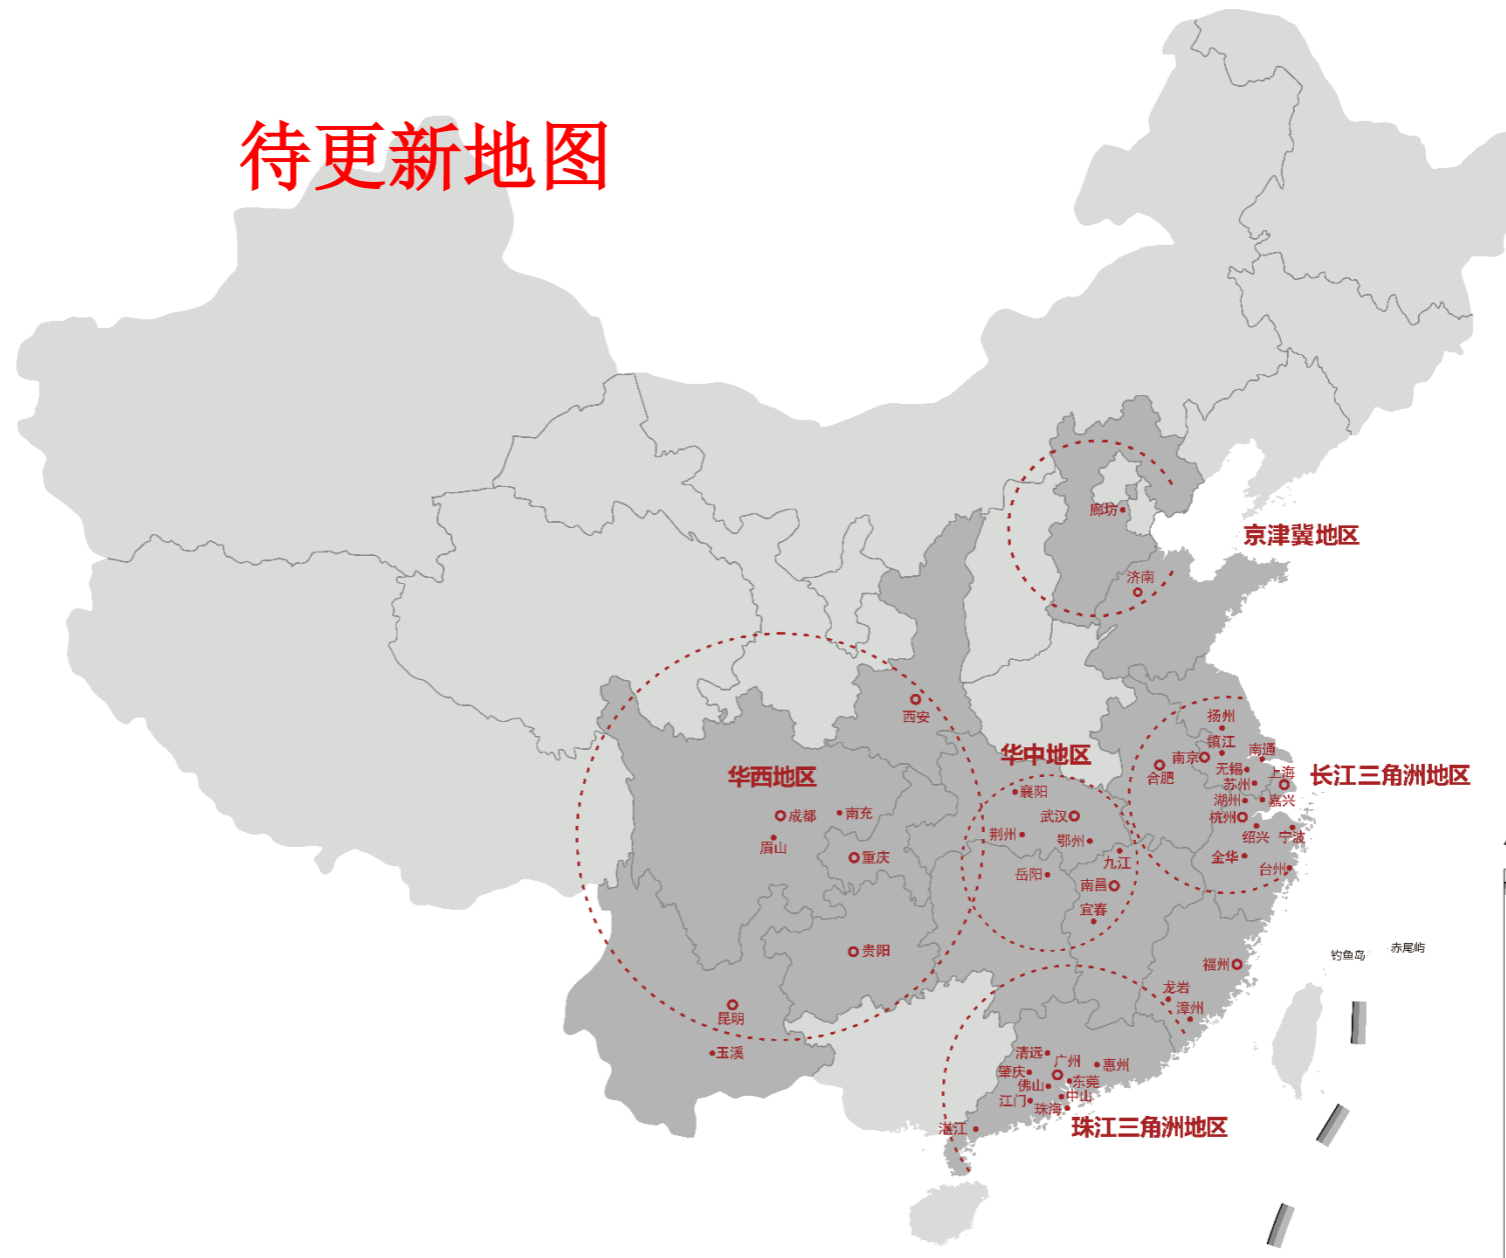 待更新地图
廊坊
京津冀地区
济南
西安
扬州
华中地区
镇江
南通
南京
华西地区
合肥
无锡
上海
长江三角洲地区
苏州
襄阳
湖州
嘉兴
成都
南充
武汉
杭州
荆州
鄂州
绍兴
宁波
眉山
重庆
九江
金华
台州
岳阳
南昌
宜春
贵阳
福州
钓鱼岛
赤尾屿
龙岩
漳州
昆明
玉溪
清远
广州
惠州
肇庆
佛山
东莞
江门
中山
珠海
湛江
珠江三角洲地区